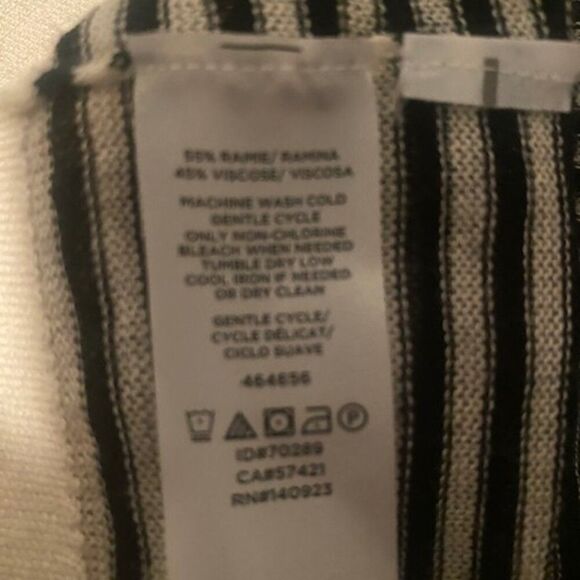 55% RAMIE/ RAMINA
45% VISCOSE/ VISCOSA
MACHINE WASH COLD
GENTLE CYCLE
ONLY NON-CHLORINE
BLEACH WHEN NEEDED
TUMBLE DRY LOW
COOL IRON IF NEEDED
OR DRY CLEAN
GENTLE CYCLE/
CYCLE DÉLICAT/
CICLO SUAVE
464656
P
ID#70289
CA#57421
RN#140923